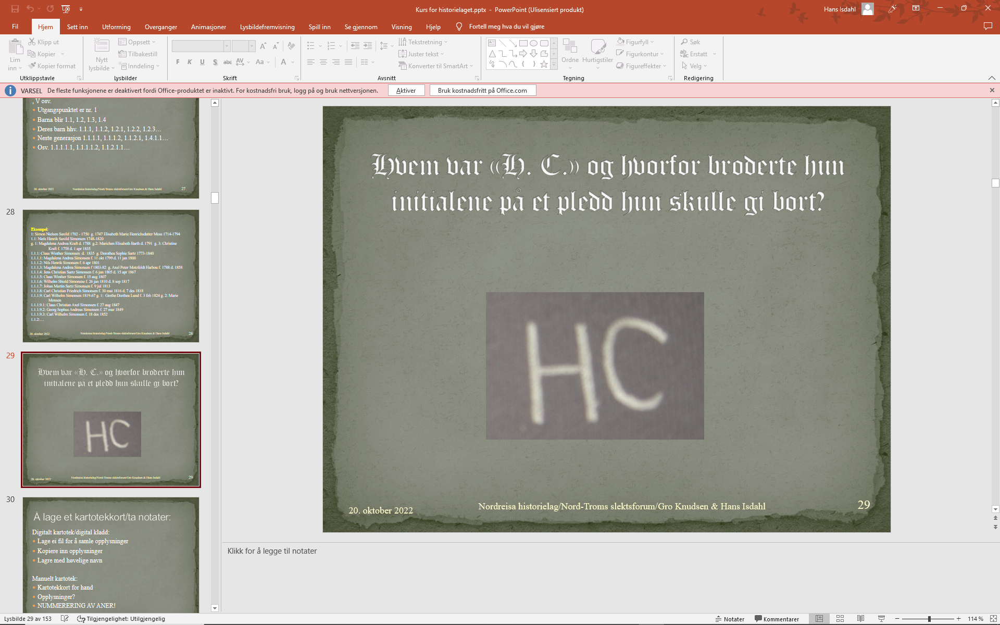 Kurs for historielaget.pptx - PowerPoint (Ulisensiert produkt)
Hans Isdahl
Fil Hjem Sett inn Utforming Overganger Animasjoner Lysbildefremvisning Spill inn Se gjennom Visning Hjelp Fortell meg hva du vil gjøre
Lim inn
Klipp ut
Kopier
Kopier format
Utklippstavle
Nytt lysbilde
Oppsett
Tilbakestill
Inndeling
Lysbilder
F K U S abc AV Aa A
Skrift
Tekstretning
Juster tekst
Konverter til SmartArt
Avsnitt
Ordne
Hurtigstiler
Figurfyll
Figurkontur
Figureffekter
Tegning
Søk
Erstatt
Velg
Redigering
VARSEL De fleste funksjonene er deaktivert fordi Office-produktet er inaktivt. For kostnadsfri bruk, logg på og bruk nettversjonen. Aktiver Bruk kostnadsfritt på Office.com
, V osv.
Utgangspunktet er nr. 1
Barna blir 1.1, 1.2, 1.3, 1.4
Deres barn hhv. 1.1.1, 1.1.2, 1.2.1, 1.2.2, 1.2.3…
Neste generasjon 1.1.1.1, 1.1.1.2, 1.1.2.1, 1.4.1.1…
Osv. 1.1.1.1.1, 1.1.1.1.2, 1.1.2.1.1…
20. oktober 2022 Nordreisa historielag/Nord-Troms slektsforum/Gro Knudsen & Hans Isdahl 27
28
Eksempel:
1: Simon Nielsen Saxild 1702 - 1750 g. 1747 Elisabeth Marie Henrichsdatter Moss 1714-1794
1.1: Niels Henrik Saxild Simonsen 1748-1820
g. 1: Magdalena Andrea Kraft d. 1788 g.2: Marichen Elisabeth Barth d. 1791 g. 3: Christine
Kraft f. 1758 d. 1 apr 1835
1.1.1: Claus Winther Simonsen d. 1835 g. Dorothea Sophie Sartz 1773-1840
1.1.1.1: Magdalena Andrea Simonsen f. 11 okt 1799 d. 11 jan 1800
1.1.1.2: Nils Henrik Simonsen f. 6 apr 1801
1.1.1.3: Magdalena Andrea Simonsen f 1803-82 g. Axel Peter Motzfeldt Harbou f. 1788 d. 1858
1.1.1.4: Jens Christian Sartz Simonsen f. 6 jun 1805 d. 15 apr 1867
1.1.1.5: Claus Winther Simonsen f. 15 aug 1807
1.1.1.6: Wilhelm Shield Simonsne f. 26 jan 1810 d. 8 sep 1817
1.1.1.7: Johan Martin Sartz Simonsen f. 9 jul 1813
1.1.1.8: Carl Christian Friedrich Simonsen f. 30 mai 1816 d. 7 des 1818
1.1.1.9: Carl Wilhelm Simonsen 1819-67 g. 1: Grethe Dorthea Lund f. 3 feb 1824 g. 2: Marie
Monsen
1.1.1.9.1: Claus Christian Axel Simonsen f. 27 aug 1847
1.1.1.9.2: Georg Sophus Andreas Simonsen f. 27 mar 1849
1.1.1.9.3: Carl Wilhelm Simonsen f. 18 des 1852
1.1.2:…
20. oktober 2022 Nordreisa historielag/Nord-Troms slektsforum/Gro Knudsen & Hans Isdahl 28
29
Hvem var «H. C.» og hvorfor broderte hun
initialene på et pledd hun skulle gi bort?
HC
20. oktober 2022 Nordreisa historielag/Nord-Troms slektsforum/Gro Knudsen & Hans Isdahl 29
30
Å lage et kartotekkort/ta notater:
Digitalt kartotek/digital kladd:
Lage ei fil for å samle opplysninger
Kopiere inn opplysninger
Lagre med høvelige navn
Manuelt kartotek:
Kartotekkort for hand
Opplysninger?
NUMMERERING AV ANER!
Hvem var «H. C.» og hvorfor broderte hun
initialene på et pledd hun skulle gi bort?
HC
20. oktober 2022 Nordreisa historielag/Nord-Troms slektsforum/Gro Knudsen & Hans Isdahl 29
Klikk for å legge til notater
Lysbilde 29 av 153 Tilgjengelighet: Utilgjengelig Notater Kommentarer 114 %